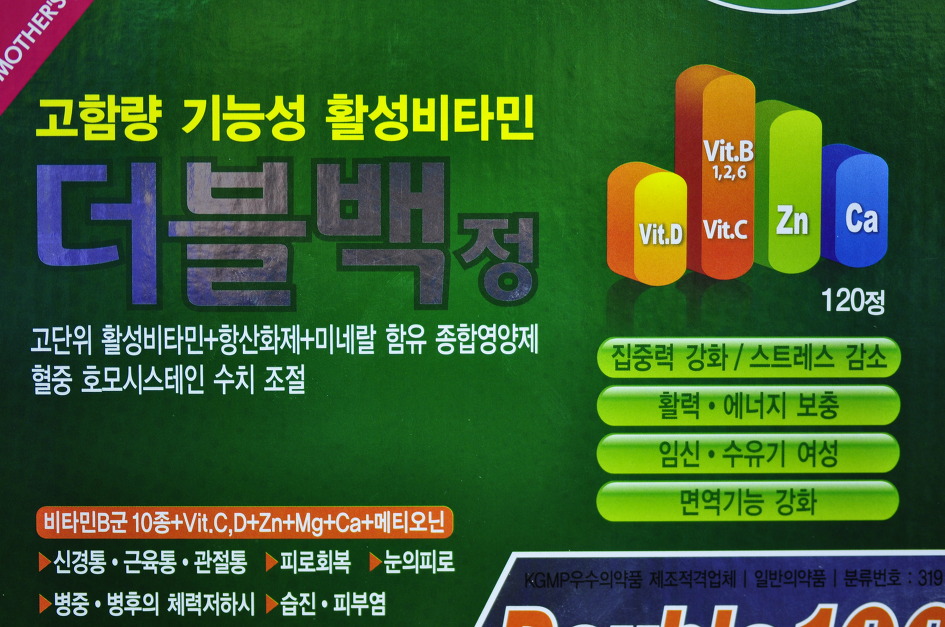 MOTHER'S
고함량 기능성 활성비타민
더블백정
고단위 활성비타민+항산화제+미네랄 함유 종합영양제
혈중 호모시스테인 수치 조절
Vit.D
Vit.B
1,2,6
Vit.C
Zn
Ca
120정
집중력 강화 / 스트레스 감소
활력·에너지 보충
임신·수유기 여성
면역기능 강화
비타민B군 10종+Vit.C,D+Zn+Mg+Ca+메티오닌
▶신경통·근육통·관절통 ▶피로회복 ▶눈의피로
▶병중·병후의 체력저하시 ▶습진·피부염
KGMP우수의약품 제조적격업체 | 일반의약품 | 분류번호 : 319